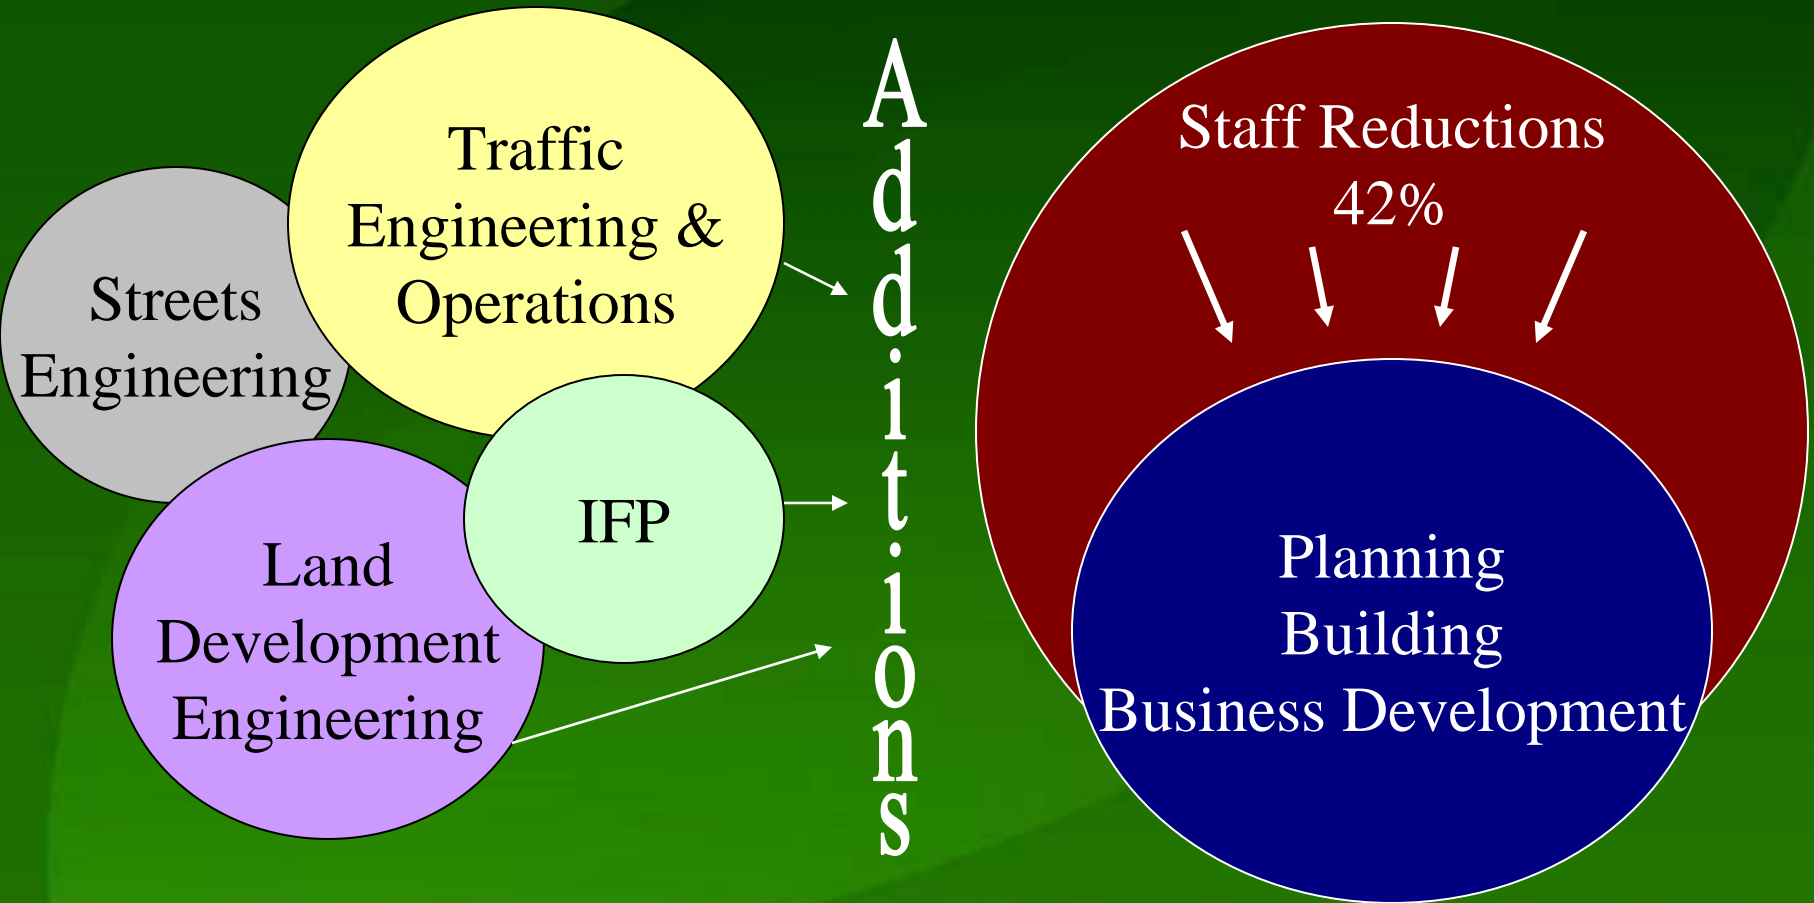 Traffic
Engineering &
Operations
Streets
Engineering
IFP
Land
Development
Engineering
Additions
Staff Reductions
42%
Planning
Building
Business Development